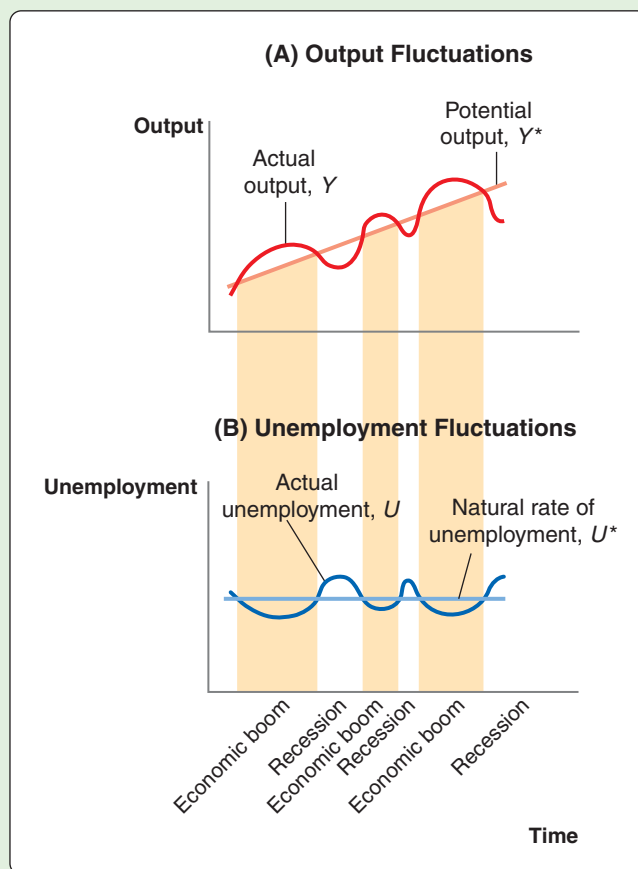 (A) Output Fluctuations
Output
Potential
output, Y*
Actual
output, Y
(B) Unemployment Fluctuations
Unemployment
Actual
unemployment, U
Natural rate of
unemployment, U*
Economic boom
Recession
Economic boom
Recession
Economic boom
Recession
Time